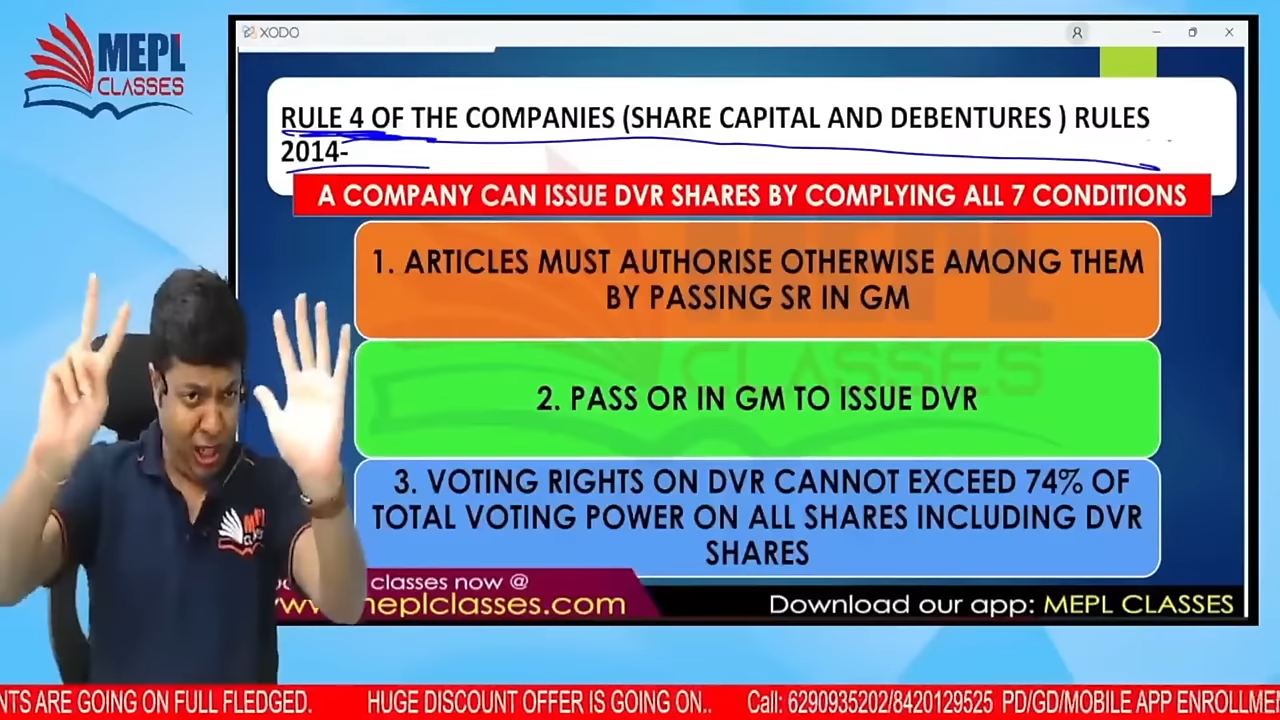 MEPL
CLASSES
XODO
RULE 4 OF THE COMPANIES (SHARE CAPITAL AND DEBENTURES ) RULES
2014-
A COMPANY CAN ISSUE DVR SHARES BY COMPLYING ALL 7 CONDITIONS
1. ARTICLES MUST AUTHORISE OTHERWISE AMONG THEM
BY PASSING SR IN GM
2. PASS OR IN GM TO ISSUE DVR
3. VOTING RIGHTS ON DVR CANNOT EXCEED 74% OF
TOTAL VOTING POWER ON ALL SHARES INCLUDING DVR
SHARES
MEPL
CLASSES
classes now @
meplclasses.com
Download our app: MEPL CLASSES
NTS ARE GOING ON FULL FLEDGED. HUGE DISCOUNT OFFER IS GOING ON.. Call: 6290935202/8420129525 PD/GD/MOBILE APP ENROLLME